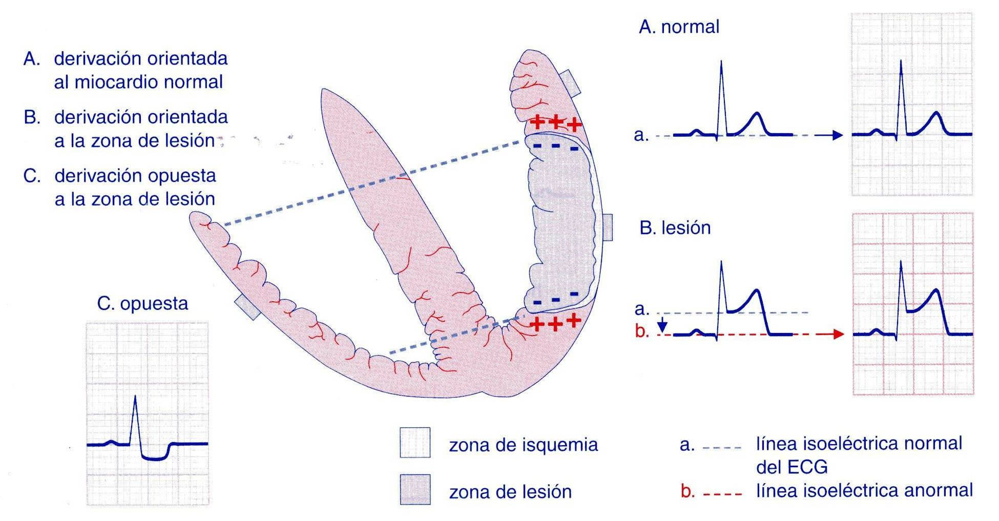 A. derivación orientada
al miocardio normal
B. derivación orientada
a la zona de lesión
C. derivación opuesta
a la zona de lesión
C. opuesta
+ + +
- - -
- - -
+ + +
A. normal
a.
B. lesión
a.
b.
zona de isquemia
zona de lesión
a. ---- línea isoeléctrica normal
del ECG
b. ---- línea isoeléctrica anormal